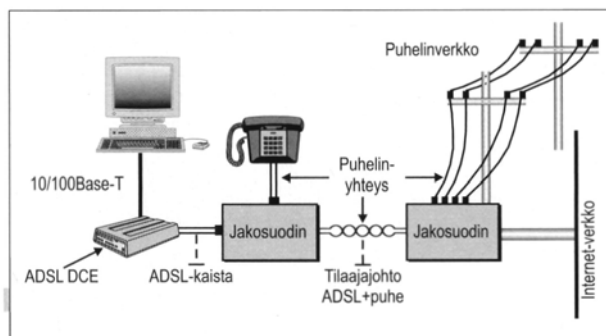 Puhelinverkko
10/100Base-T
Puhelin-
yhteys
Jakosuodin
Jakosuodin
ADSL DCE
ADSL-kaista
Tilaajajohto
ADSL+puhe
Internet-verkko